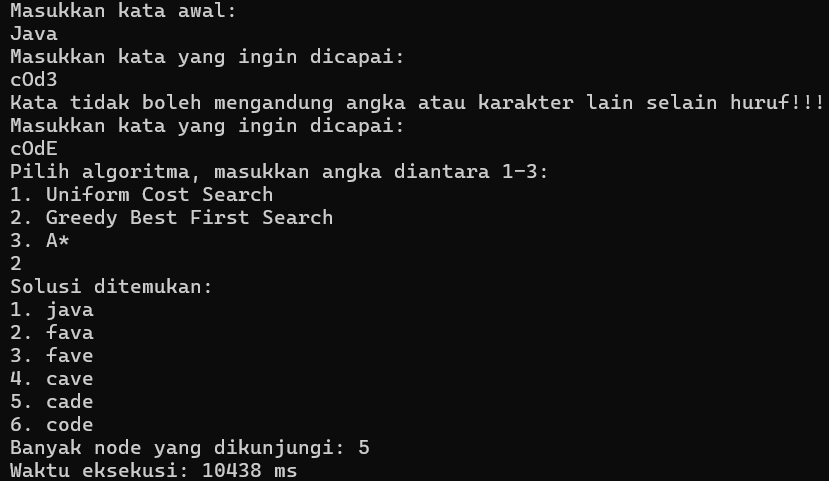 Masukkan kata awal:
Java
Masukkan kata yang ingin dicapai:
cOd3
Kata tidak boleh mengandung angka atau karakter lain selain huruf!!!
Masukkan kata yang ingin dicapai:
cOdE
Pilih algoritma, masukkan angka diantara 1-3:
1. Uniform Cost Search
2. Greedy Best First Search
3. A*
2
Solusi ditemukan:
1. java
2. fava
3. fave
4. cave
5. cade
6. code
Banyak node yang dikunjungi: 5
Waktu eksekusi: 10438 ms